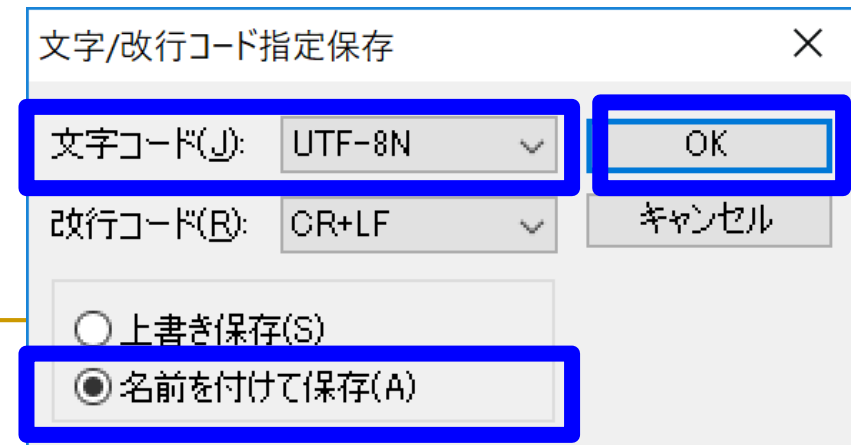 文字/改行コード指定保存
文字コード(J): UTF-8N OK
改行コード(R): CR+LF キャンセル
上書き保存(S)
名前を付けて保存(A)